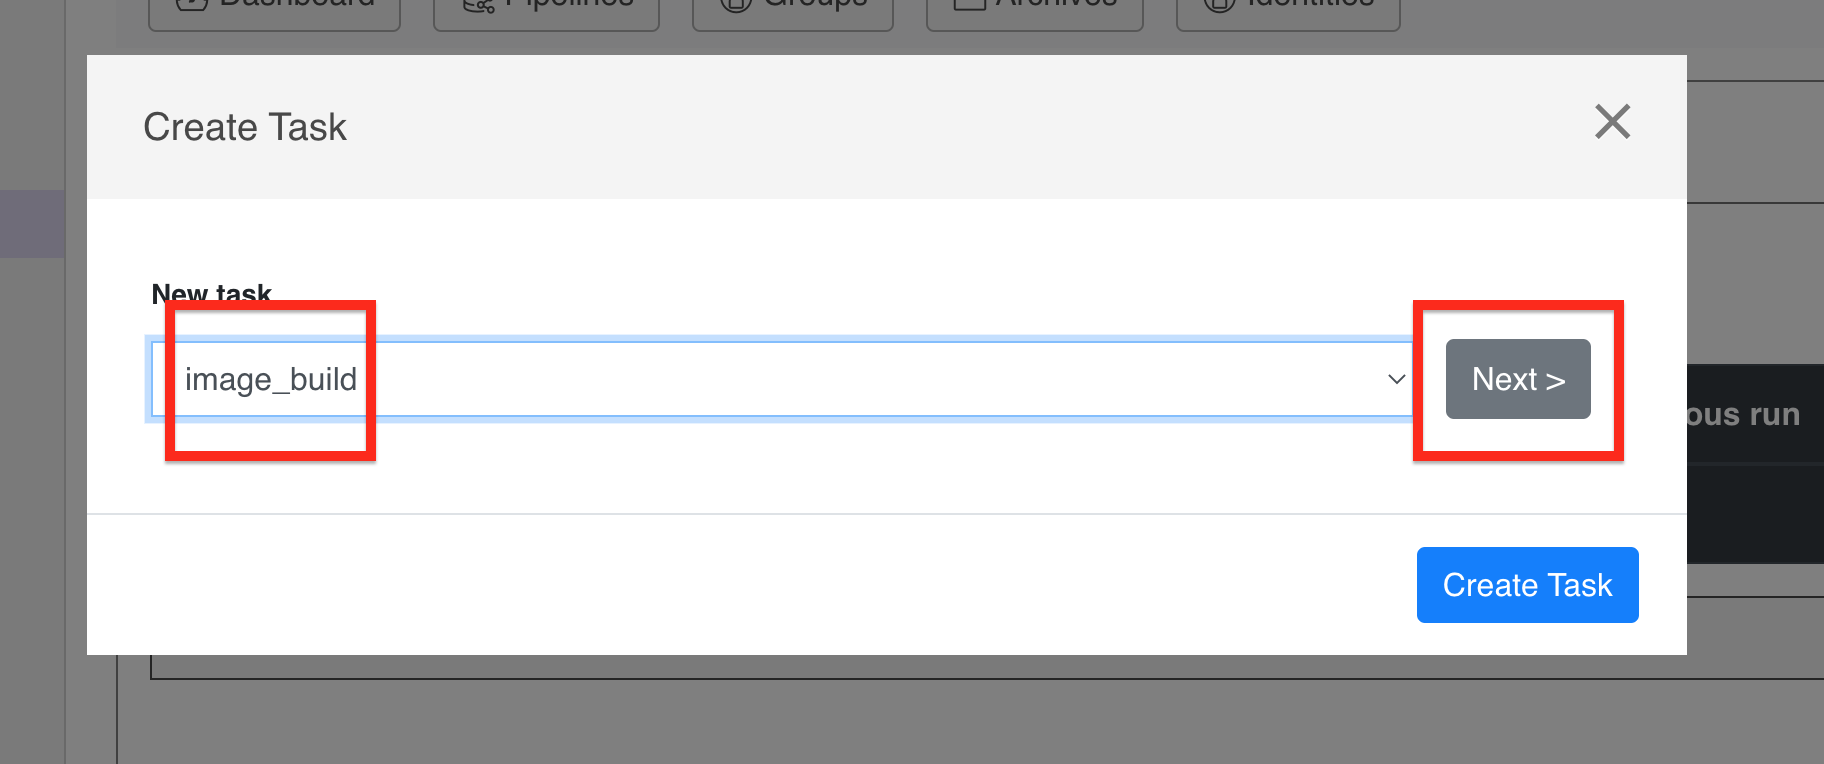 Dashboard Pipelines Groups Archives Identities
Create Task
New task
image_build
Next >
ous run
Create Task